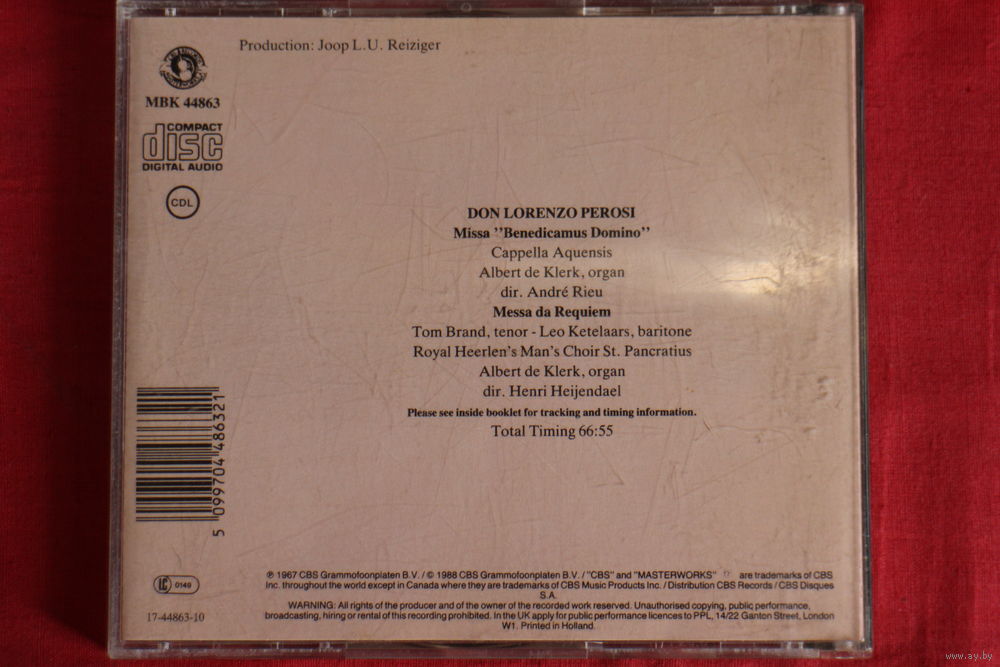 Production: Joop L.U. Reiziger
MBK 44863
COMPACT
disc
DIGITAL AUDIO
CDL
DON LORENZO PEROSI
Missa ’’Benedicamus Domino’’
Cappella Aquensis
Albert de Klerk, organ
dir. André Rieu
Messa da Requiem
Tom Brand, tenor - Leo Ketelaars, baritone
Royal Heerlen's Man's Choir St. Pancratius
Albert de Klerk, organ
dir. Henri Heijendael
Please see inside booklet for tracking and timing information.
Total Timing 66:55
5 099704 486321
LC 0149
17-44863-10
℗ 1967 CBS Grammofoonplaten B.V. / © 1988 CBS Grammofoonplaten B.V. / "CBS" and "MASTERWORKS" are trademarks of CBS
Inc. throughout the world except in Canada where they are trademarks of CBS Music Products Inc. / Distribution CBS Records / CBS Disques
S.A.
WARNING: All rights of the producer and of the owner of the recorded work reserved. Unauthorised copying, public performance,
broadcasting, hiring or rental of this recording prohibited. In the UK apply for public performance licences to PPL, 14/22 Ganton Street, London
W1. Printed in Holland.
www.ay.by